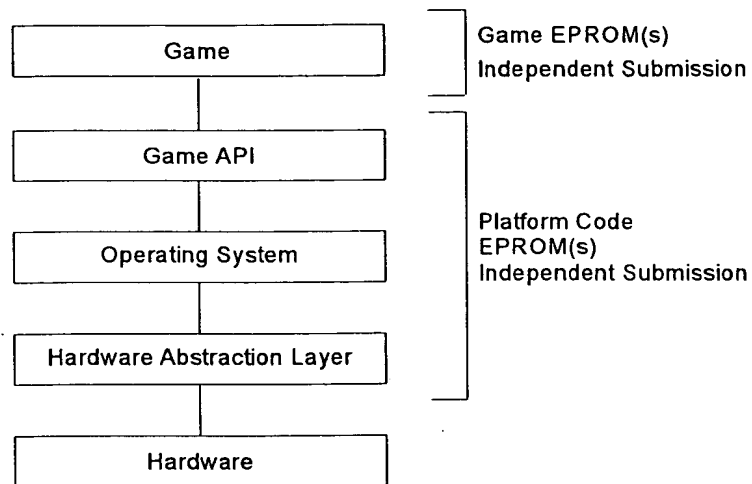 Game
Game EPROM(s)
Independent Submission
Game API
Operating System
Platform Code
EPROM(s)
Independent Submission
Hardware Abstraction Layer
Hardware